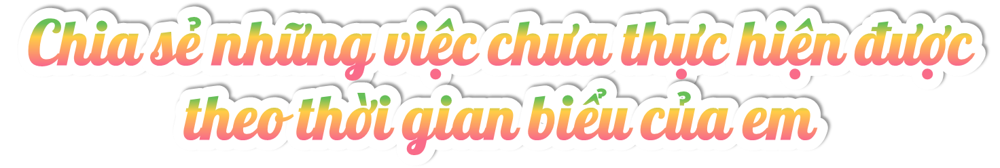 Chia sẻ những việc chưa thực hiện được
theo thời gian biểu của em